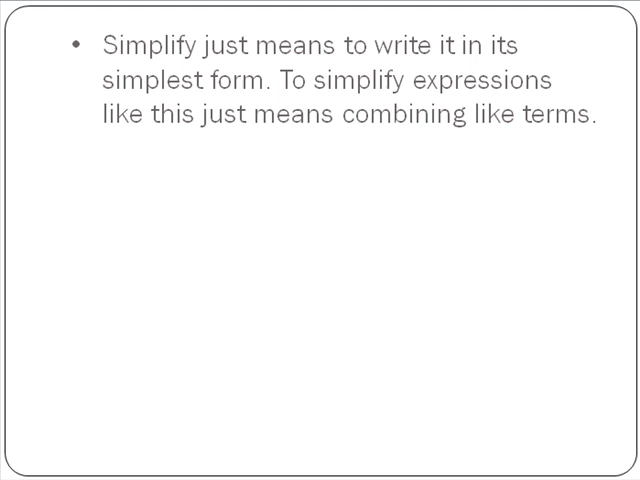 • Simplify just means to write it in its
simplest form. To simplify expressions
like this just means combining like terms.